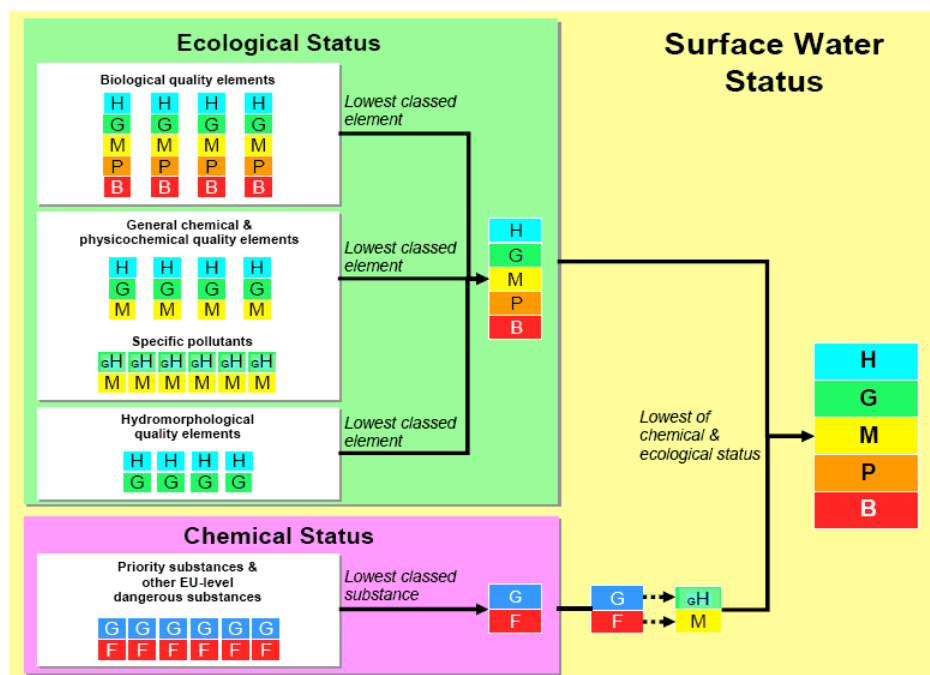 Ecological Status
Surface Water
Status
Biological quality elements
H H H H
G G G G
M M M M
P P P P
B B B B
Lowest classed
element
General chemical &
physicochemical quality elements
H H H H
G G G G
M M M M
Lowest classed
element
Specific pollutants
GH GH GH GH GH GH
M M M M M M
Hydromorphological
quality elements
H H H H
G G G G
Lowest classed
element
H
G
M
P
B
Lowest of
chemical &
ecological status
H
G
M
P
B
Chemical Status
Priority substances &
other EU-level
dangerous substances
G G G G G G
F F F F F F
Lowest classed
substance
G
F
G
F
GH
M